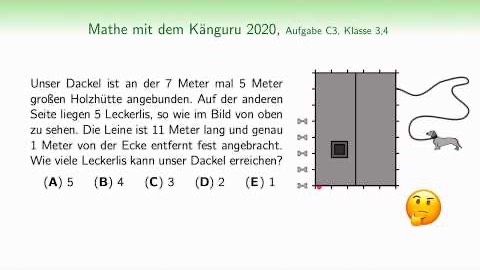 Mathe mit dem Känguru 2020, Aufgabe C3, Klasse 3,4
Unser Dackel ist an der 7 Meter mal 5 Meter
großen Holzhütte angebunden. Auf der anderen
Seite liegen 5 Leckerlis, so wie im Bild von oben
zu sehen. Die Leine ist 11 Meter lang und genau
1 Meter von der Ecke entfernt fest angebracht.
Wie viele Leckerlis kann unser Dackel erreichen?
(A) 5 (B) 4 (C) 3 (D) 2 (E) 1